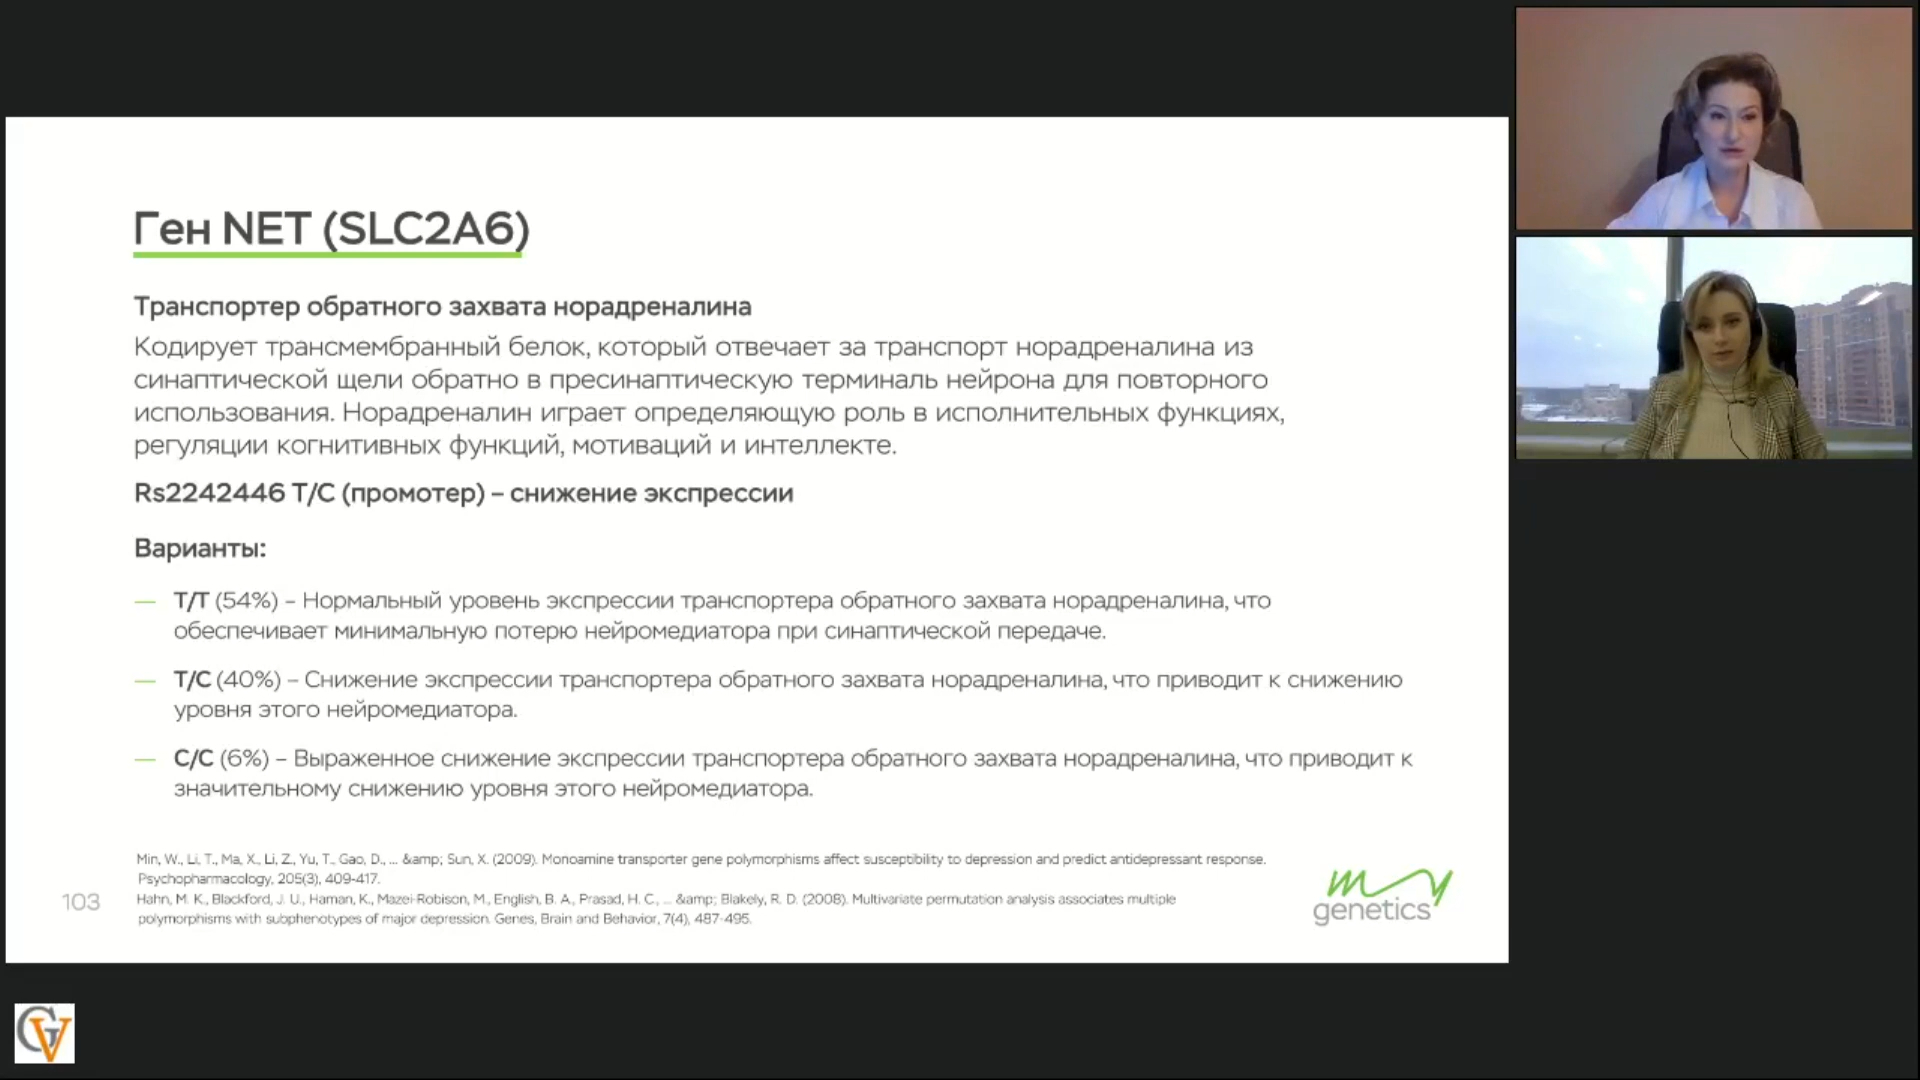 Ген NET (SLC2A6)
Транспортер обратного захвата норадреналина
Кодирует трансмембранный белок, который отвечает за транспорт норадреналина из
синаптической щели обратно в пресинаптическую терминаль нейрона для повторного
использования. Норадреналин играет определяющую роль в исполнительных функциях,
регуляции когнитивных функций, мотиваций и интеллекте.
Rs2242446 T/C (промотер) – снижение экспрессии
Варианты:
— T/T (54%) – Нормальный уровень экспрессии транспортера обратного захвата норадреналина, что
обеспечивает минимальную потерю нейромедиатора при синаптической передаче.
— T/C (40%) – Снижение экспрессии транспортера обратного захвата норадреналина, что приводит к снижению
уровня этого нейромедиатора.
— C/C (6%) – Выраженное снижение экспрессии транспортера обратного захвата норадреналина, что приводит к
значительному снижению уровня этого нейромедиатора.
Min, W., Li, T., Ma, X., Li, Z., Yu, T., Gao, D., ... &amp; Sun, X. (2009). Monoamine transporter gene polymorphisms affect susceptibility to depression and predict antidepressant response.
Psychopharmacology, 205(3), 409-417.
Hahn, M. K., Blackford, J. U., Haman, K., Mazei-Robison, M., English, B. A., Prasad, H. C., ... &amp; Blakely, R. D. (2008). Multivariate permutation analysis associates multiple
polymorphisms with subphenotypes of major depression. Genes, Brain and Behavior, 7(4), 487-495.
103
my
genetics
GV